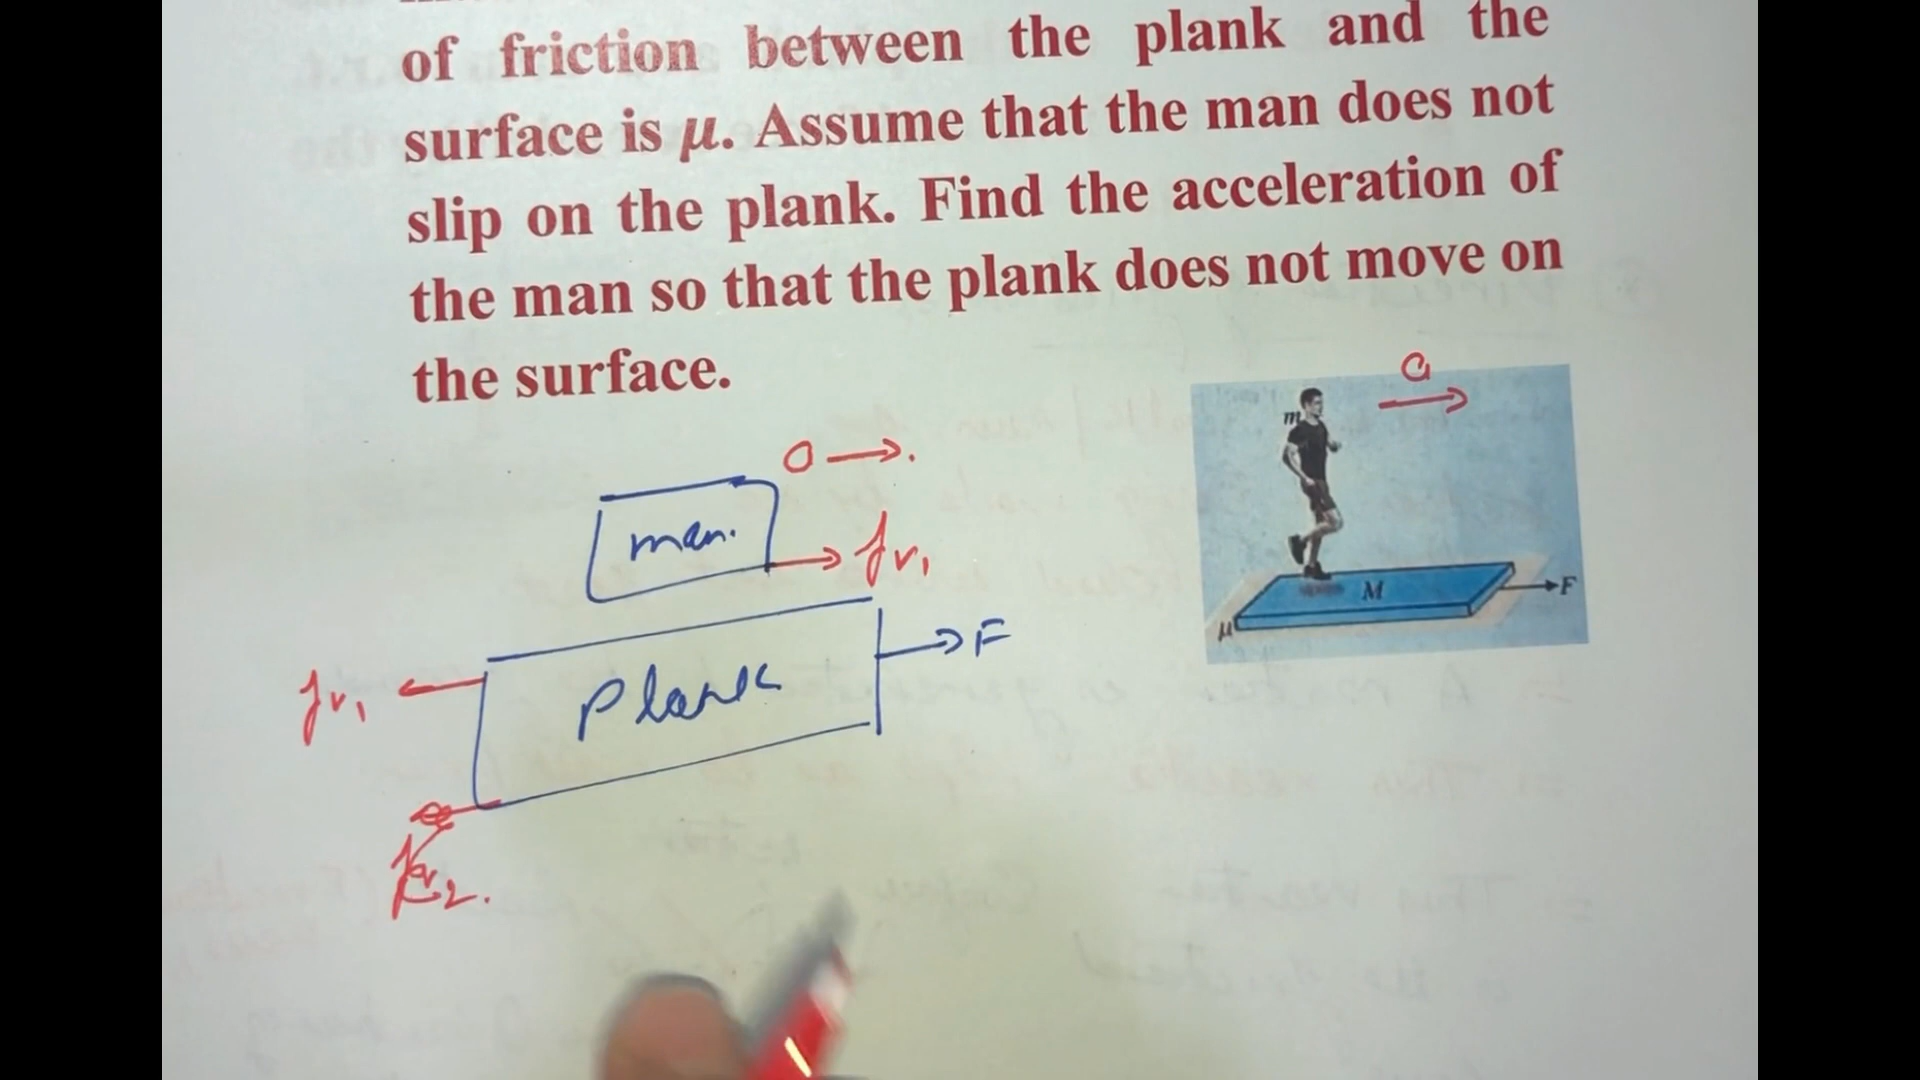 of friction between the plank and the
surface is μ. Assume that the man does not
slip on the plank. Find the acceleration of
the man so that the plank does not move on
the surface.
a
m
M
F
μ
man.
fr₁
Plank
F
fr₁